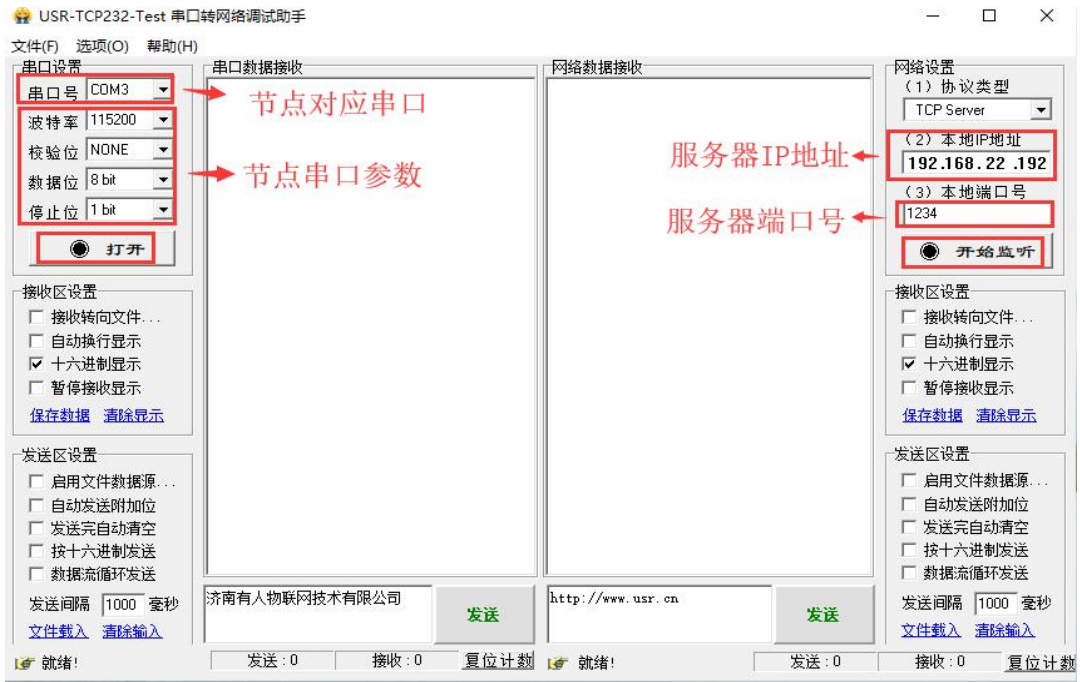 USR-TCP232-Test 串口转网络调试助手
文件(F) 选项(O) 帮助(H)
串口设置
串口号 COM3
波特率 115200
校验位 NONE
数据位 8 bit
停止位 1 bit
打开
接收区设置
接收转向文件...
自动换行显示
十六进制显示
暂停接收显示
保存数据 清除显示
发送区设置
启用文件数据源...
自动发送附加位
发送完自动清空
按十六进制发送
数据流循环发送
发送间隔 1000 毫秒
文件载入 清除输入
就绪!
串口数据接收
节点对应串口
节点串口参数
济南有人物联网技术有限公司
发送
发送 : 0 接收 : 0 复位计数
网络数据接收
服务器IP地址
服务器端口号
http://www.usr.cn
发送
就绪!
发送 : 0 接收 : 0 复位计数
网络设置
(1) 协议类型
TCP Server
(2) 本地IP地址
192.168.22 .192
(3) 本地端口号
1234
开始监听
接收区设置
接收转向文件...
自动换行显示
十六进制显示
暂停接收显示
保存数据 清除显示
发送区设置
启用文件数据源...
自动发送附加位
发送完自动清空
按十六进制发送
数据流循环发送
发送间隔 1000 毫秒
文件载入 清除输入